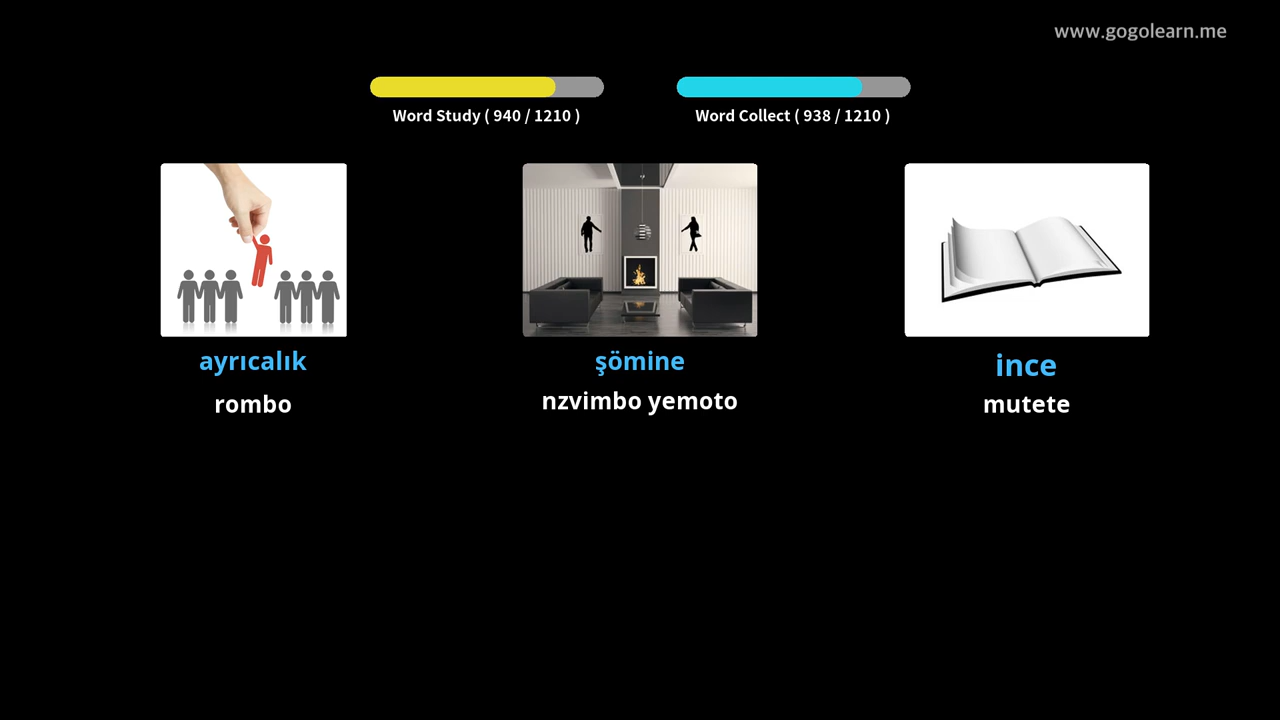 www.gogolearn.me
Word Study ( 940 / 1210 )
Word Collect ( 938 / 1210 )
ayrıcalık
rombo
şömine
nzvimbo yemoto
ince
mutete